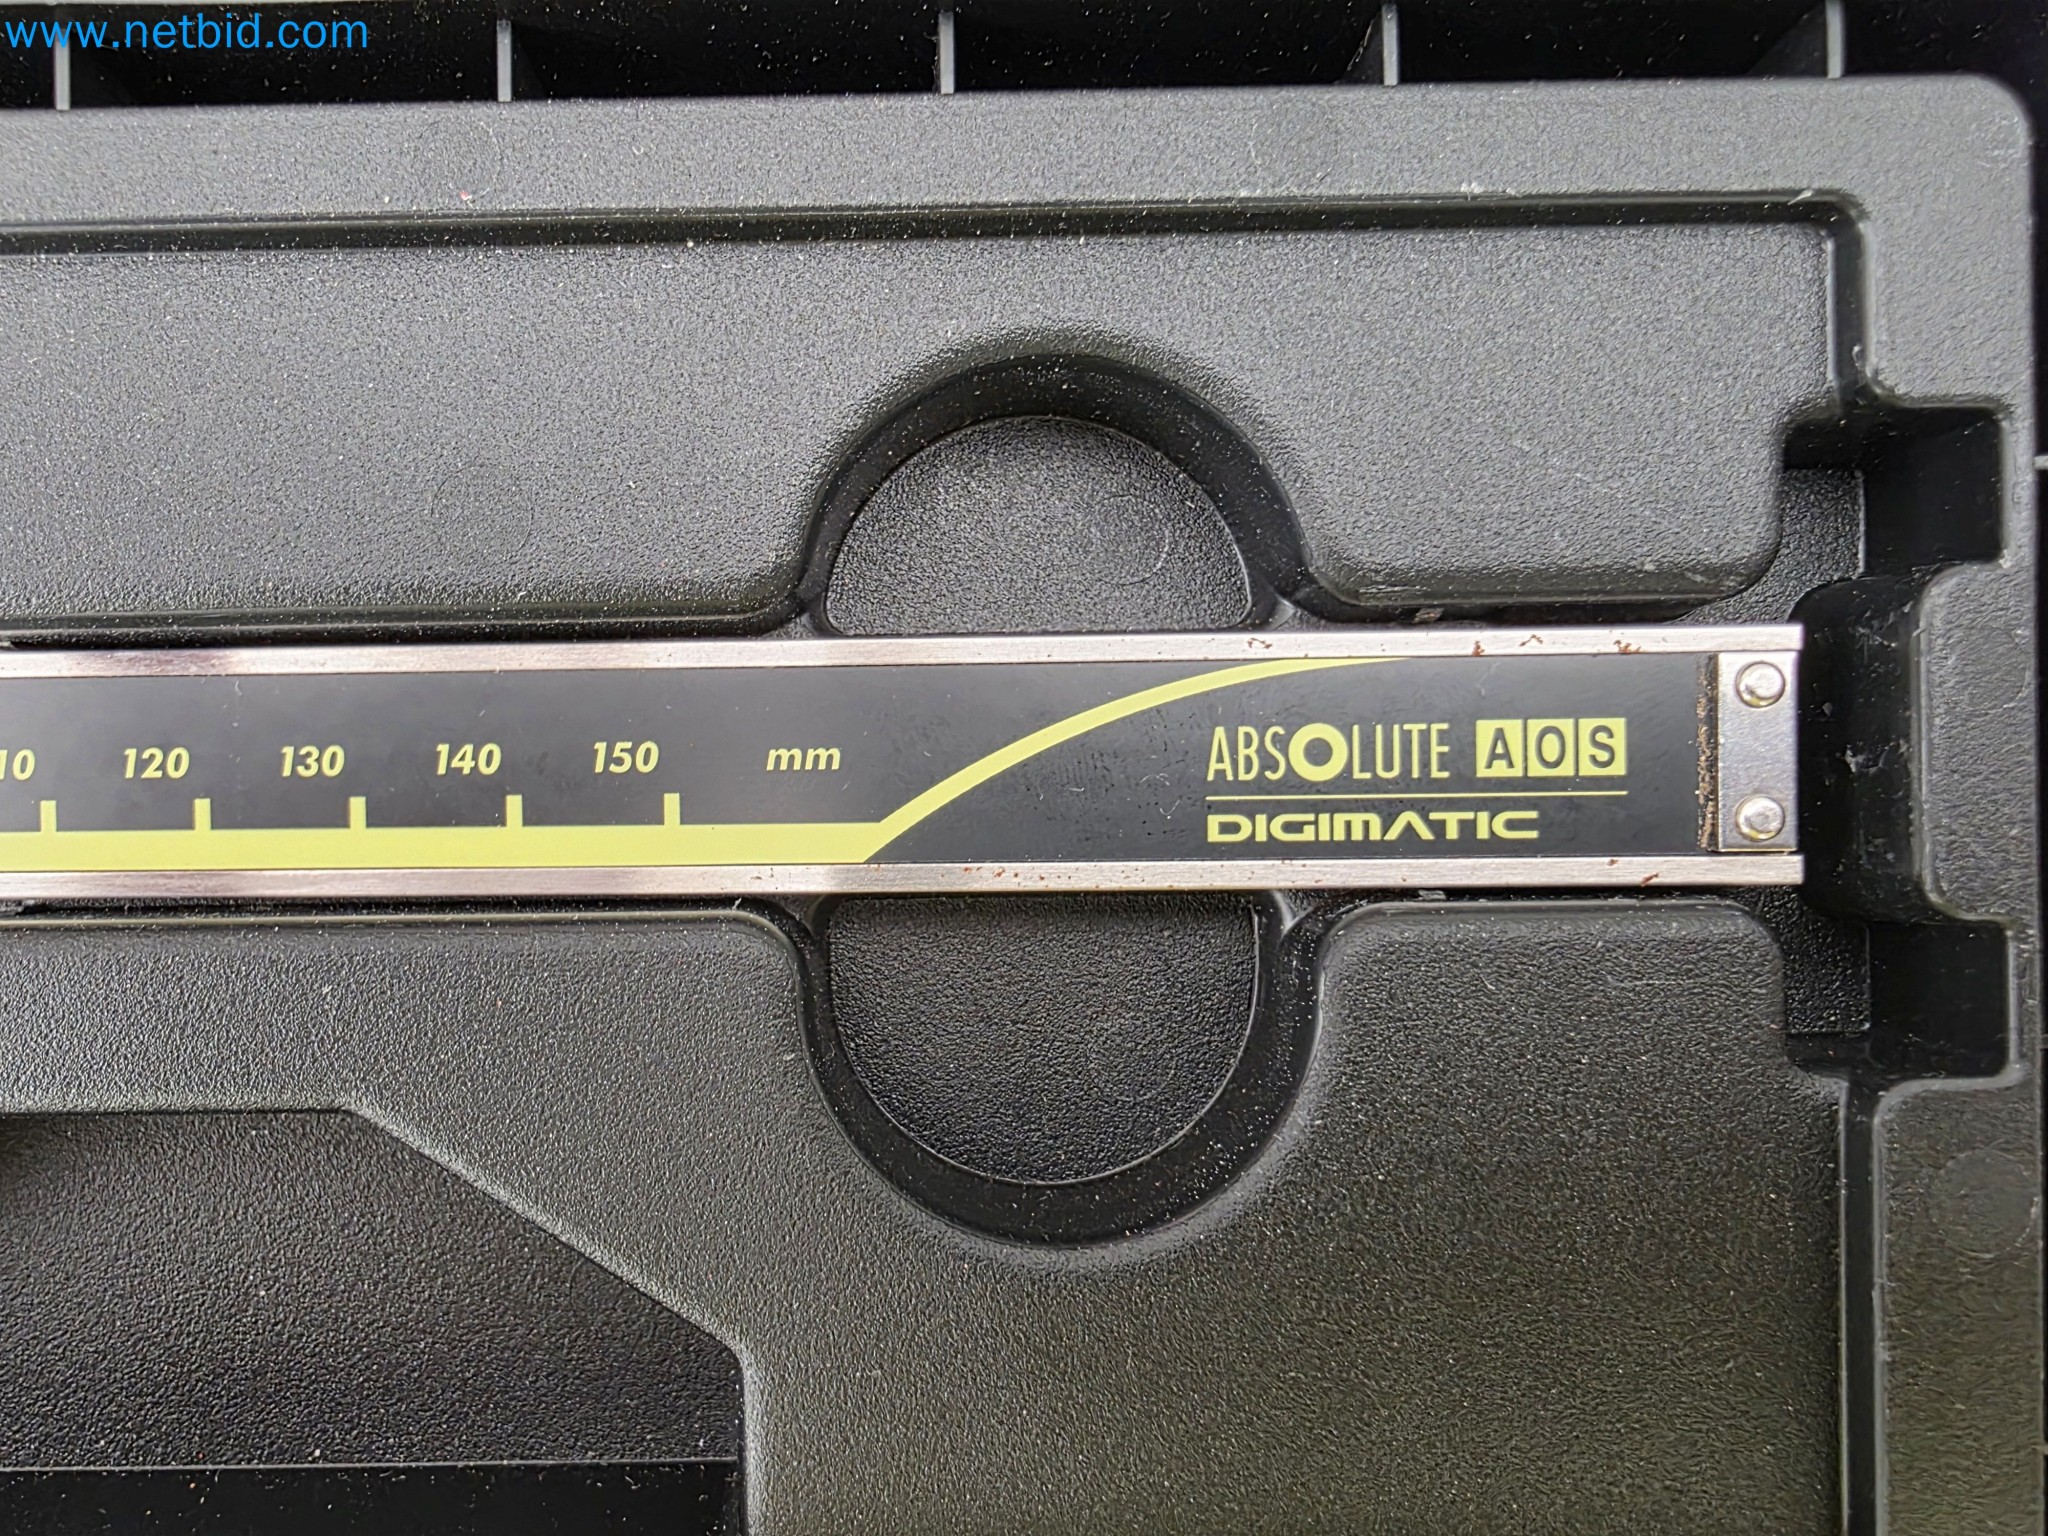 www.netbid.com
10 120 130 140 150 mm
ABSOLUTE AOS
DIGIMATIC